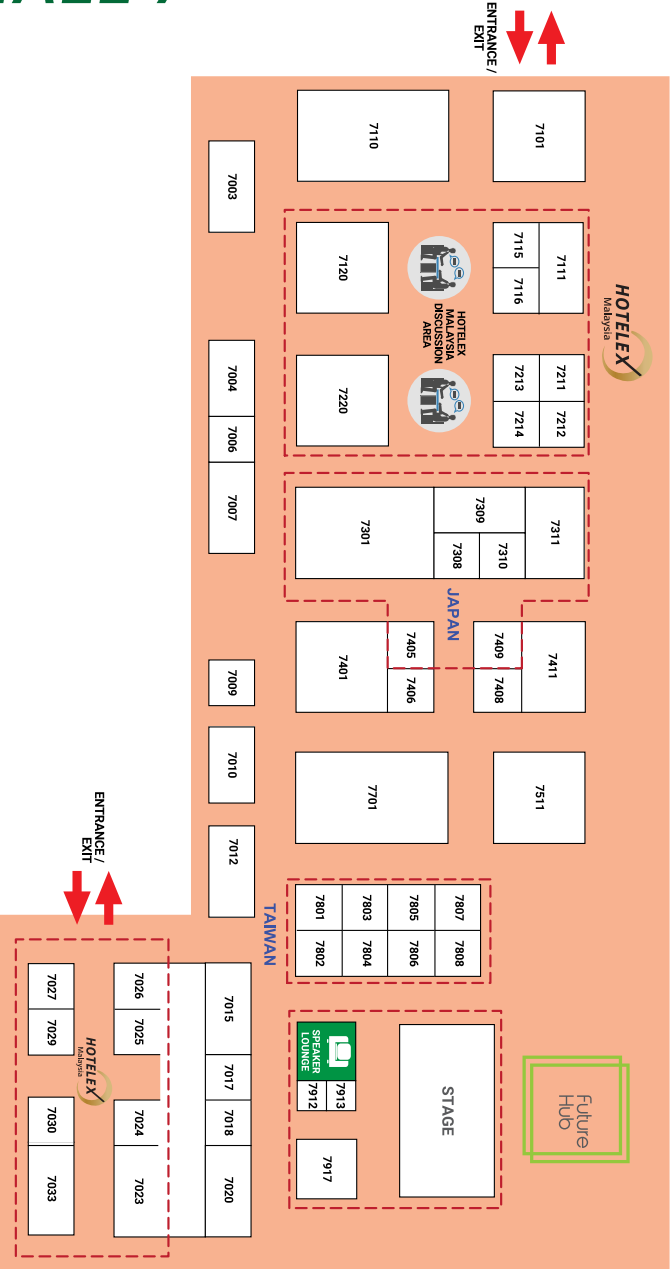 ENTRANCE /
EXIT
7110
7101
7003
7120
7115
7116
7111
HOTELEX
Malaysia
HOTELEX
MALAYSIA
DISCUSSION
AREA
7220
7213
7214
7211
7212
7004
7006
7007
7301
7309
7308
7310
7311
JAPAN
7401
7405
7406
7409
7408
7411
7009
7010
7012
7701
7511
ENTRANCE /
EXIT
TAIWAN
7801
7803
7805
7807
7802
7804
7806
7808
7027
7029
7026
7025
7015
7017
7018
7020
HOTELEX
Malaysia
7030
7033
7024
7023
SPEAKER
LOUNGE
7912
7913
7917
STAGE
Future
Hub